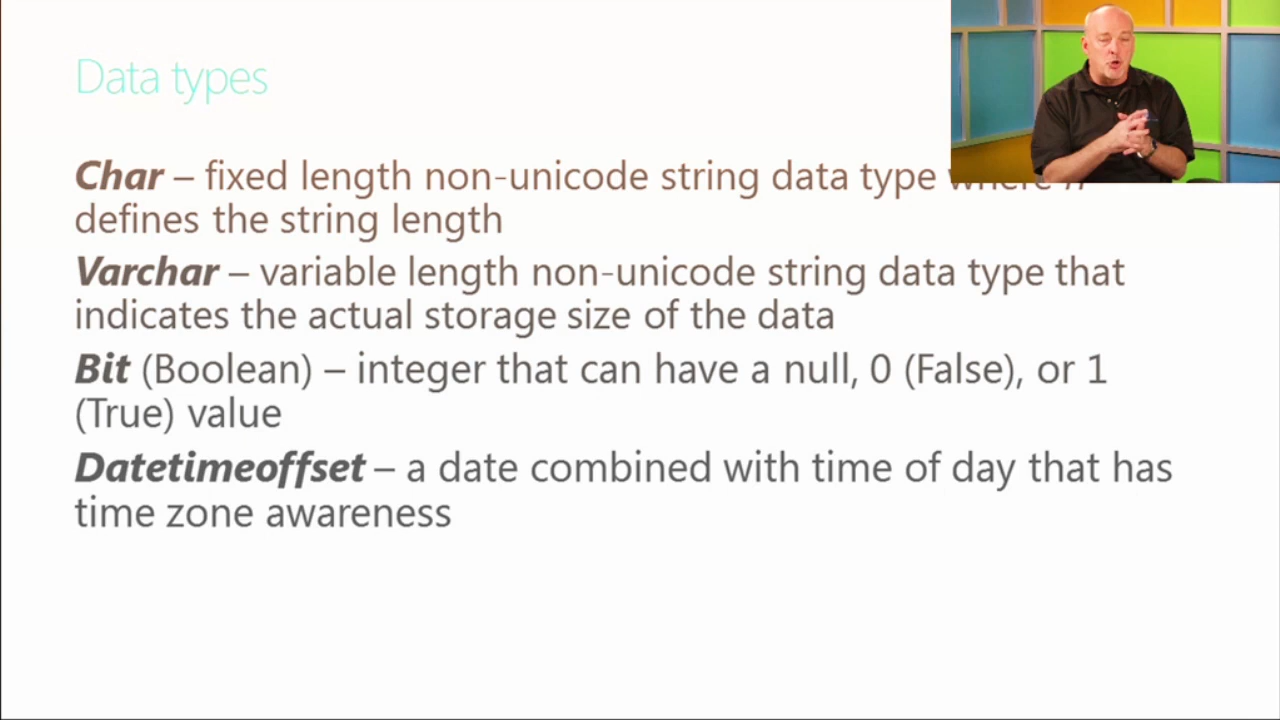 Data types
Char – fixed length non-unicode string data type where n
defines the string length
Varchar – variable length non-unicode string data type that
indicates the actual storage size of the data
Bit (Boolean) – integer that can have a null, 0 (False), or 1
(True) value
Datetimeoffset – a date combined with time of day that has
time zone awareness